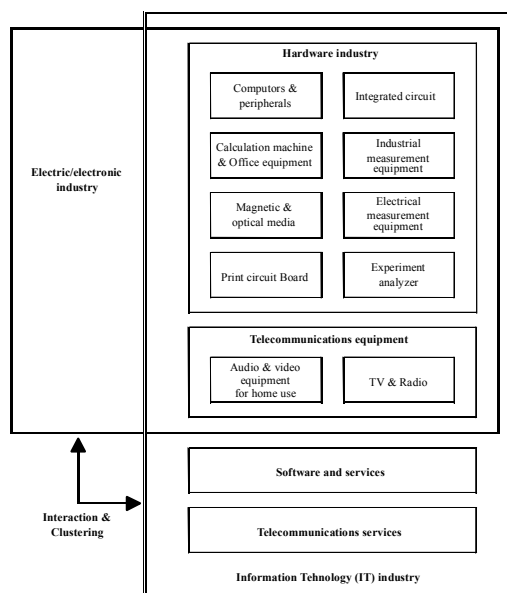 Hardware industry
Computors &
peripherals
Integrated circuit
Calculation machine
& Office equipment
Industrial
measurement
equipment
Electric/electronic
industry
Magnetic &
optical media
Electrical
measurement
equipment
Print circuit Board
Experiment
analyzer
Telecommunications equipment
Audio & video
equipment
for home use
TV & Radio
Software and services
Interaction &
Clustering
Telecommunications services
Information Tehnology (IT) industry